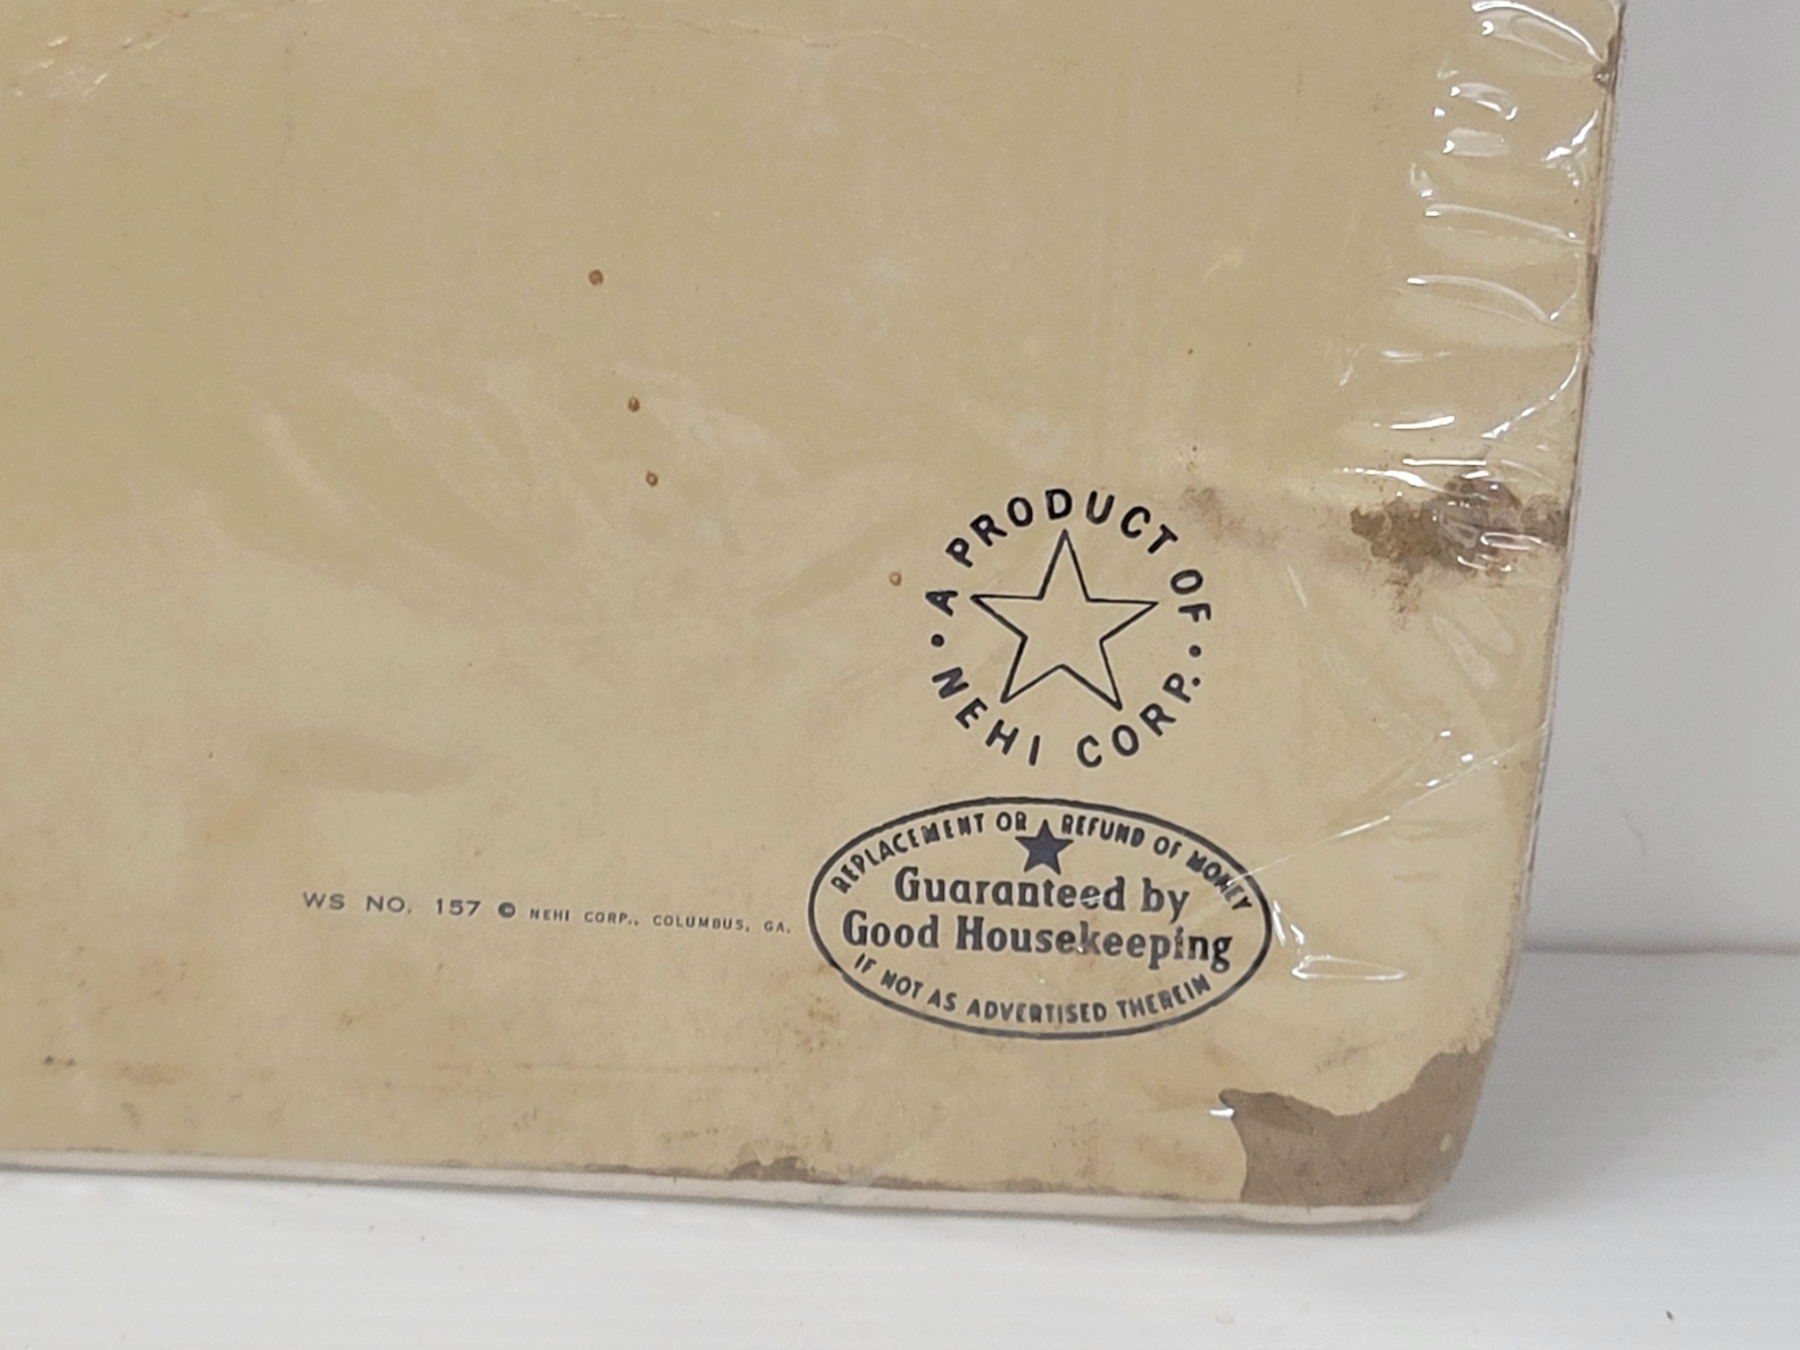 A PRODUCT OF
• NEHI CORP. •
REPLACEMENT OR ★ REFUND OF MONEY
Guaranteed by
Good Housekeeping
IF NOT AS ADVERTISED THEREIN
WS NO. 157 © NEHI CORP., COLUMBUS, GA.